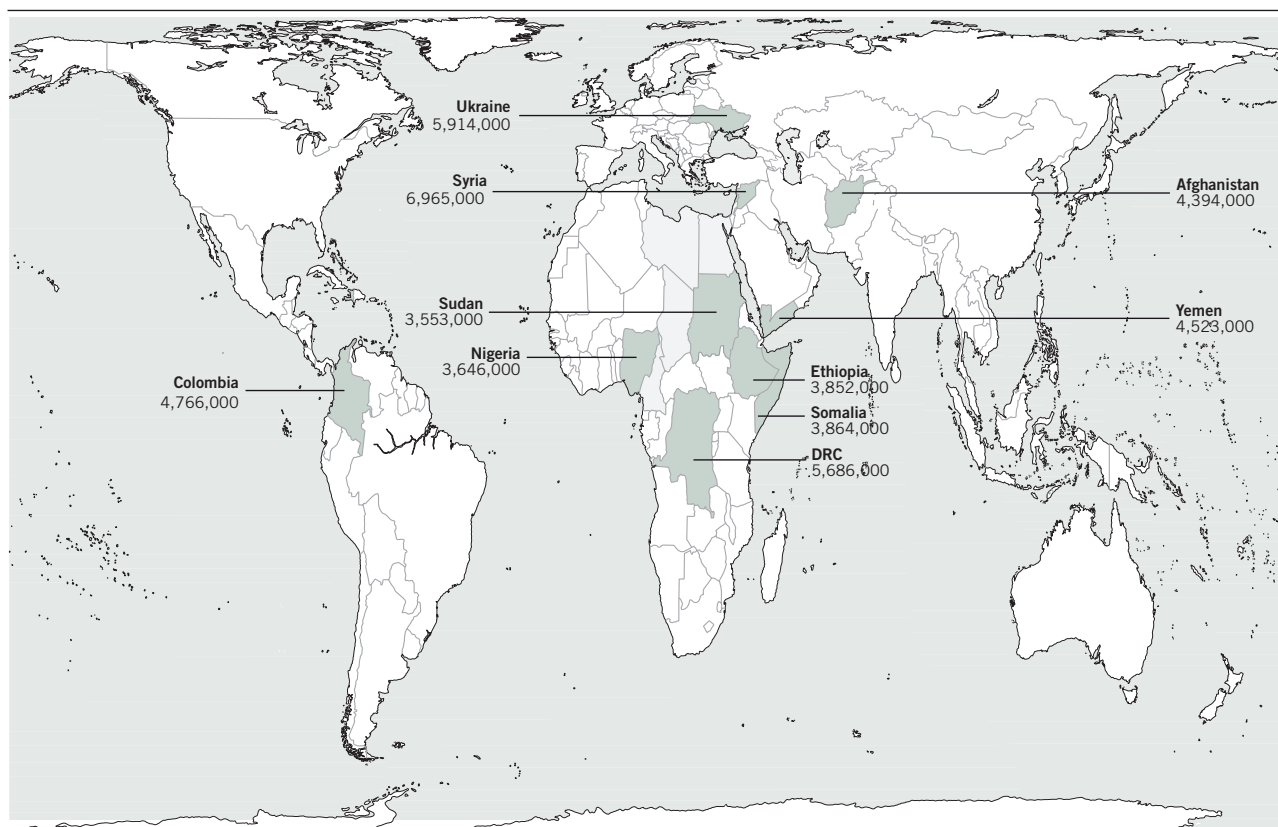 Ukraine
5,914,000
Syria
6,965,000
Afghanistan
4,394,000
Sudan
3,553,000
Yemen
4,523,000
Nigeria
3,646,000
Ethiopia
3,852,000
Colombia
4,766,000
Somalia
3,864,000
DRC
5,686,000